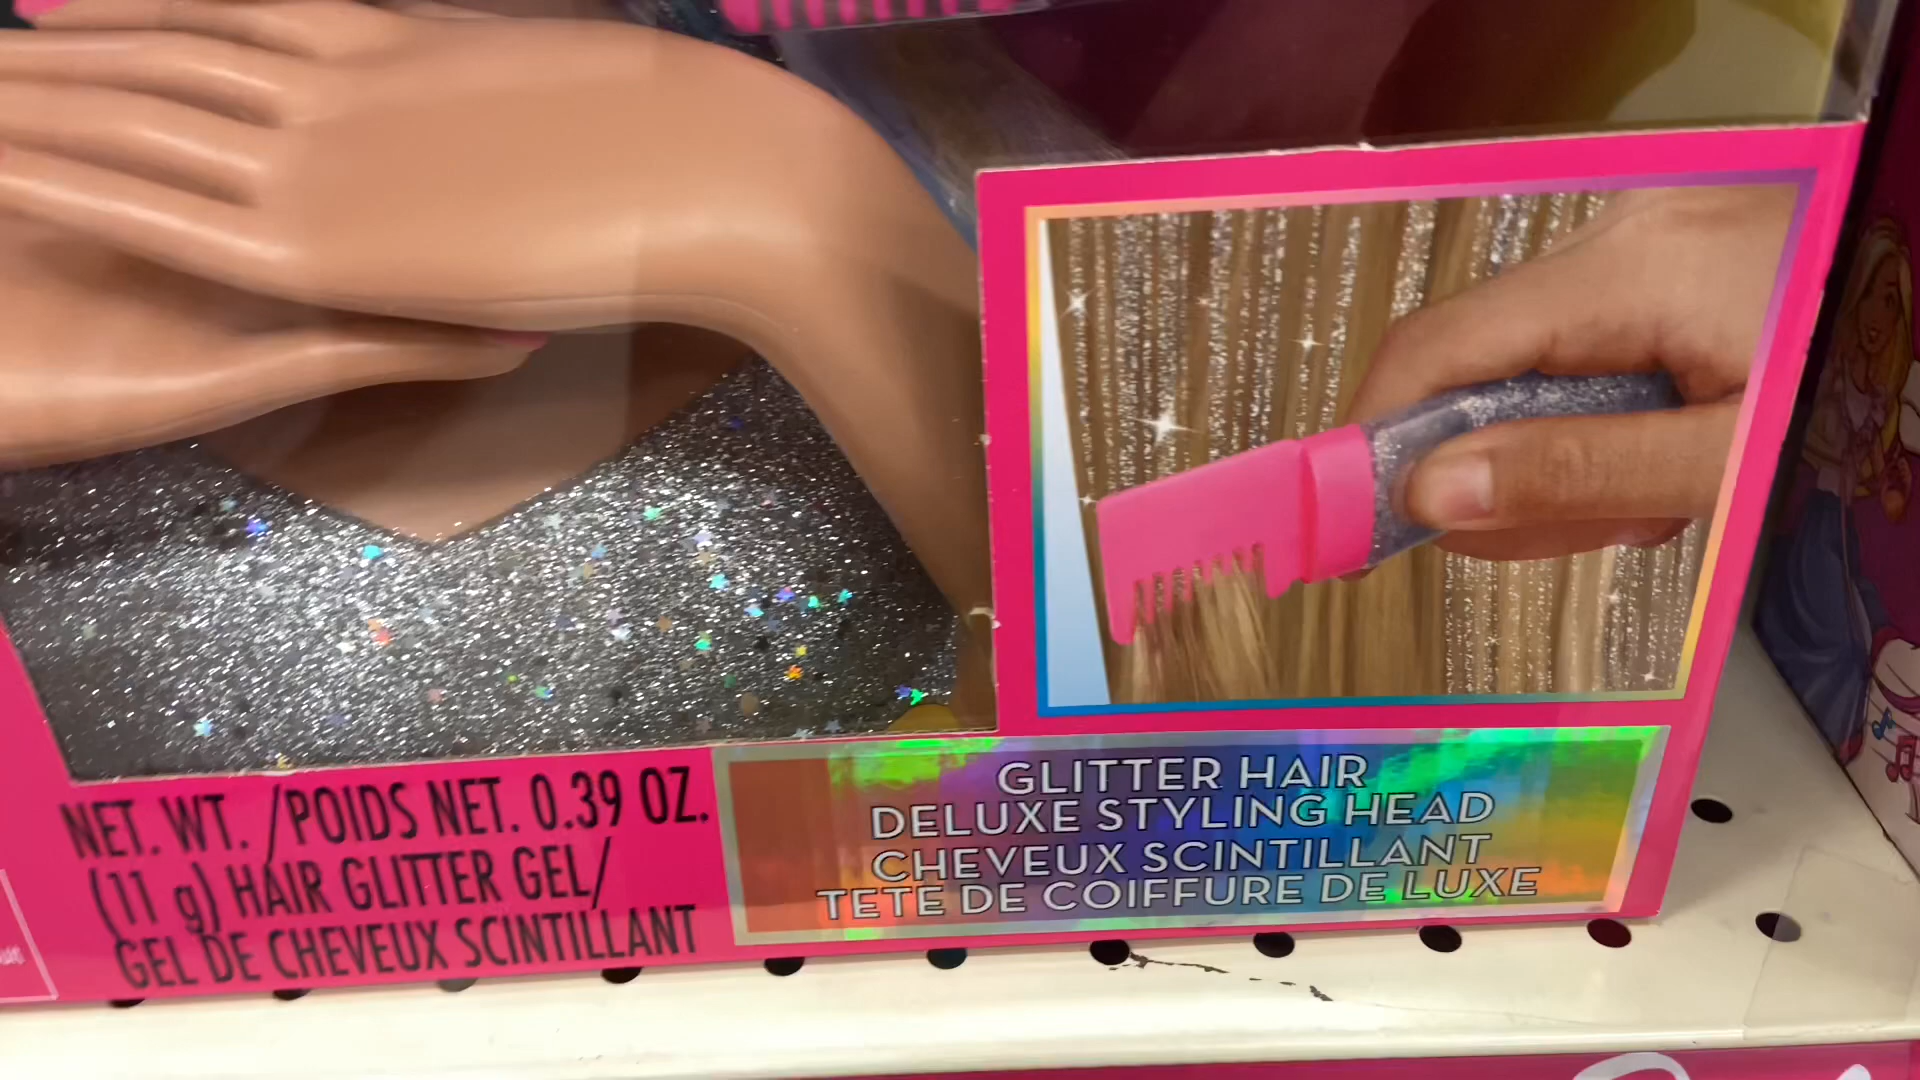 NET. WT. /POIDS NET. 0.39 OZ.
(11 g) HAIR GLITTER GEL/
GEL DE CHEVEUX SCINTILLANT
GLITTER HAIR
DELUXE STYLING HEAD
CHEVEUX SCINTILLANT
TETE DE COIFFURE DE LUXE